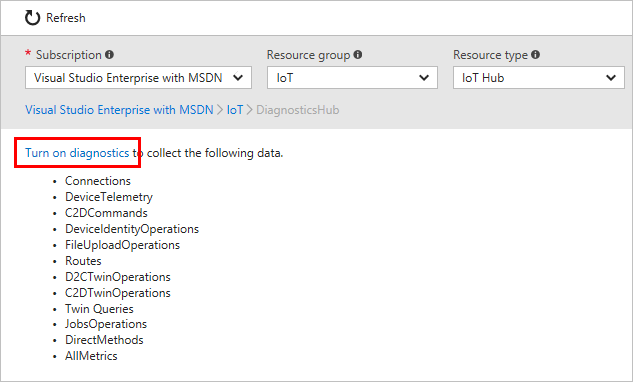 Refresh
* Subscription Resource group Resource type
Visual Studio Enterprise with MSDN IoT IoT Hub
Visual Studio Enterprise with MSDN > IoT > DiagnosticsHub
Turn on diagnostics to collect the following data.
• Connections
• DeviceTelemetry
• C2DCommands
• DeviceIdentityOperations
• FileUploadOperations
• Routes
• D2CTwinOperations
• C2DTwinOperations
• Twin Queries
• JobsOperations
• DirectMethods
• AllMetrics